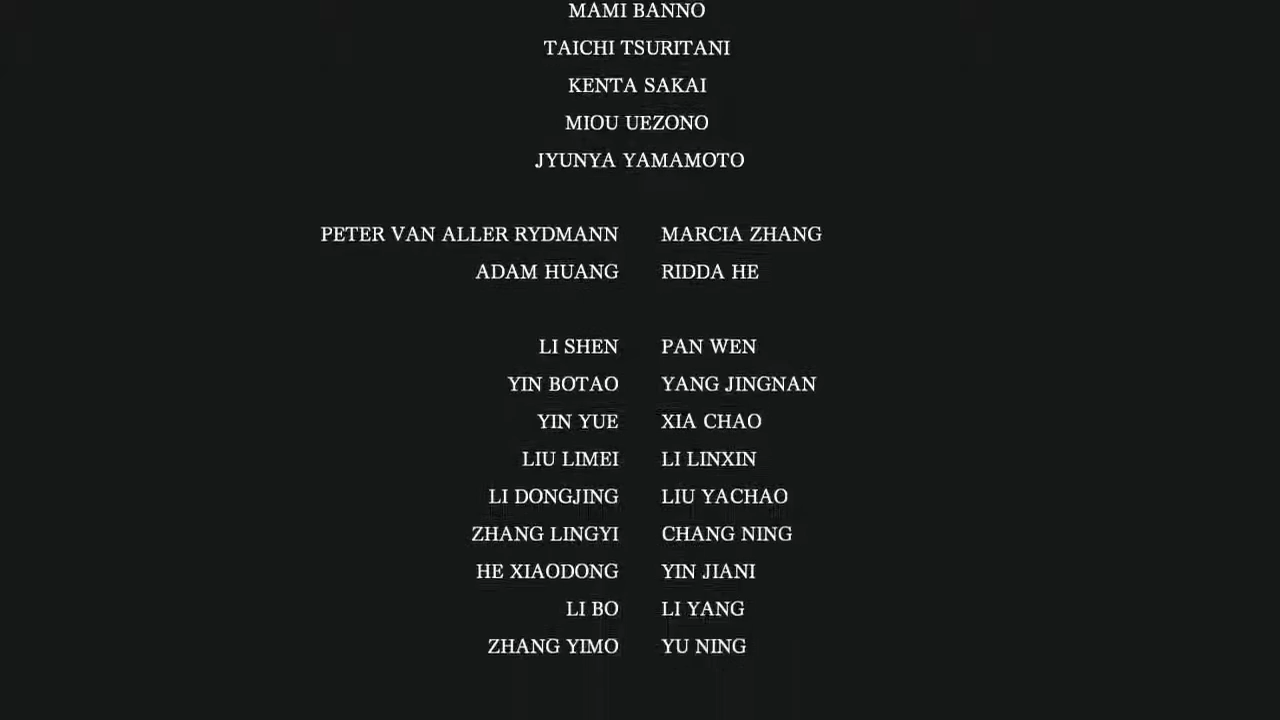 MAMI BANNO
TAICHI TSURITANI
KENTA SAKAI
MIOU UEZONO
JYUNYA YAMAMOTO
PETER VAN ALLER RYDMANN MARCIA ZHANG
ADAM HUANG RIDDA HE
LI SHEN PAN WEN
YIN BOTAO YANG JINGNAN
YIN YUE XIA CHAO
LIU LIMEI LI LINXIN
LI DONGJING LIU YACHAO
ZHANG LINGYI CHANG NING
HE XIAODONG YIN JIANI
LI BO LI YANG
ZHANG YIMO YU NING